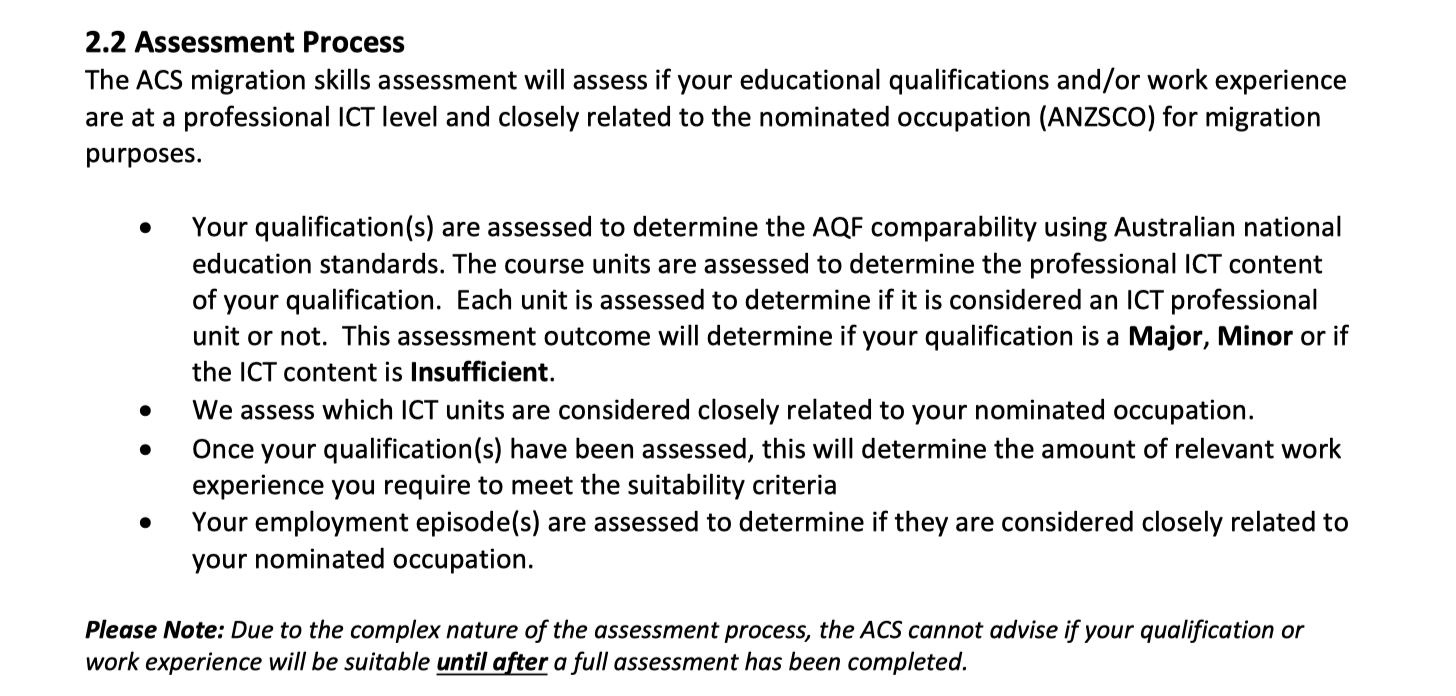 2.2 Assessment Process
The ACS migration skills assessment will assess if your educational qualifications and/or work experience
are at a professional ICT level and closely related to the nominated occupation (ANZSCO) for migration
purposes.
• Your qualification(s) are assessed to determine the AQF comparability using Australian national
education standards. The course units are assessed to determine the professional ICT content
of your qualification.  Each unit is assessed to determine if it is considered an ICT professional
unit or not.  This assessment outcome will determine if your qualification is a Major, Minor or if
the ICT content is Insufficient.
• We assess which ICT units are considered closely related to your nominated occupation.
• Once your qualification(s) have been assessed, this will determine the amount of relevant work
experience you require to meet the suitability criteria
• Your employment episode(s) are assessed to determine if they are considered closely related to
your nominated occupation.
Please Note: Due to the complex nature of the assessment process, the ACS cannot advise if your qualification or
work experience will be suitable until after a full assessment has been completed.